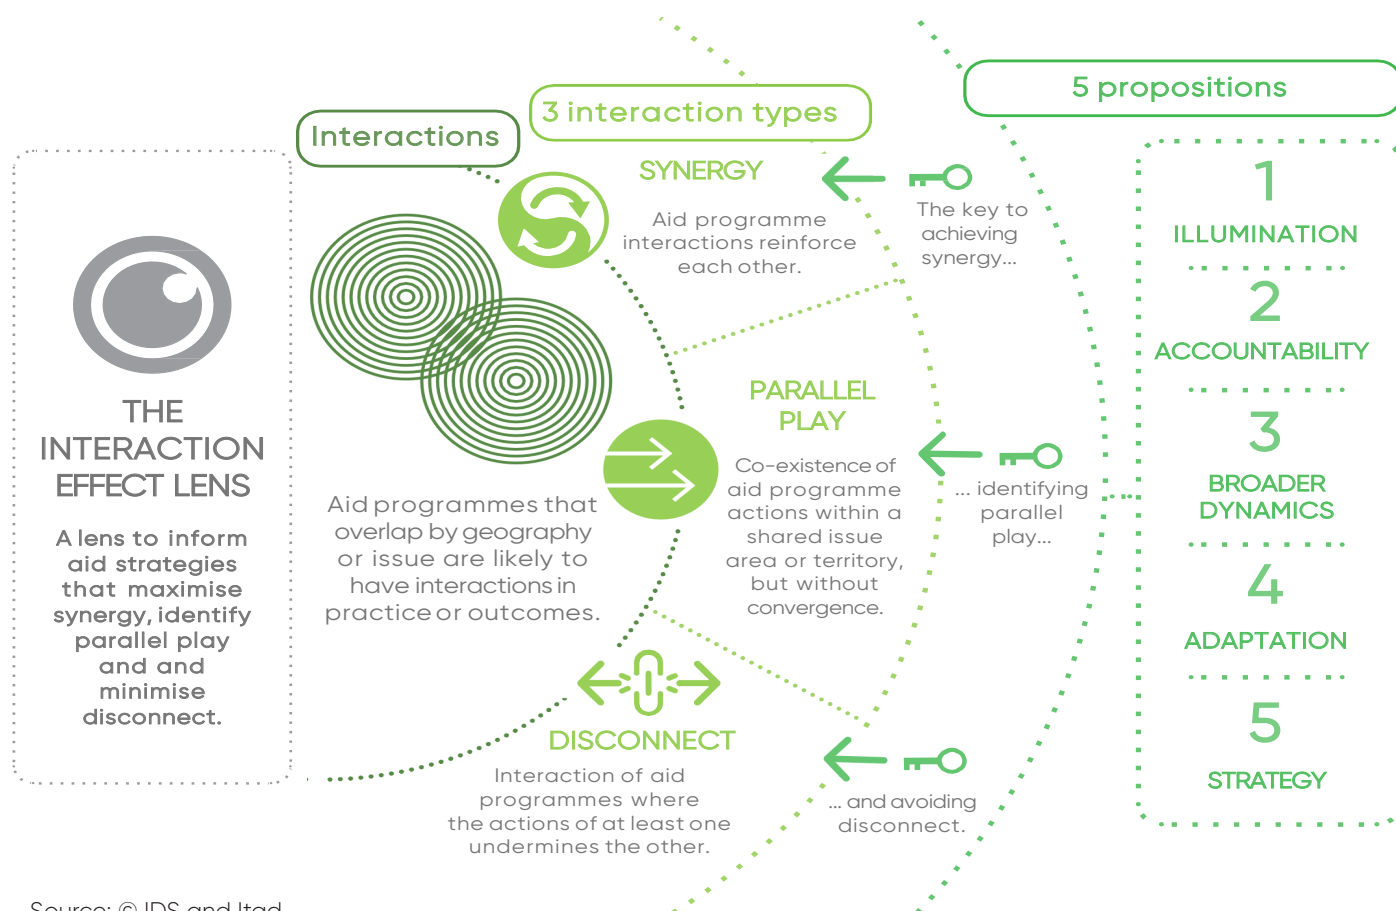 THE
INTERACTION
EFFECT LENS
A lens to inform
aid strategies
that maximise
synergy, identify
parallel play
and and
minimise
disconnect.
Interactions
Aid programmes that
overlap by geography
or issue are likely to
have interactions in
practice or outcomes.
3 interaction types
SYNERGY
Aid programme
interactions reinforce
each other.
PARALLEL
PLAY
Co-existence of
aid programme
actions within a
shared issue
area or territory,
but without
convergence.
DISCONNECT
Interaction of aid
programmes where
the actions of at least one
undermines the other.
The key to
achieving
synergy...
... identifying
parallel
play...
... and avoiding
disconnect.
5 propositions
1
ILLUMINATION
2
ACCOUNTABILITY
3
BROADER
DYNAMICS
4
ADAPTATION
5
STRATEGY
Source: © IDS and Itad